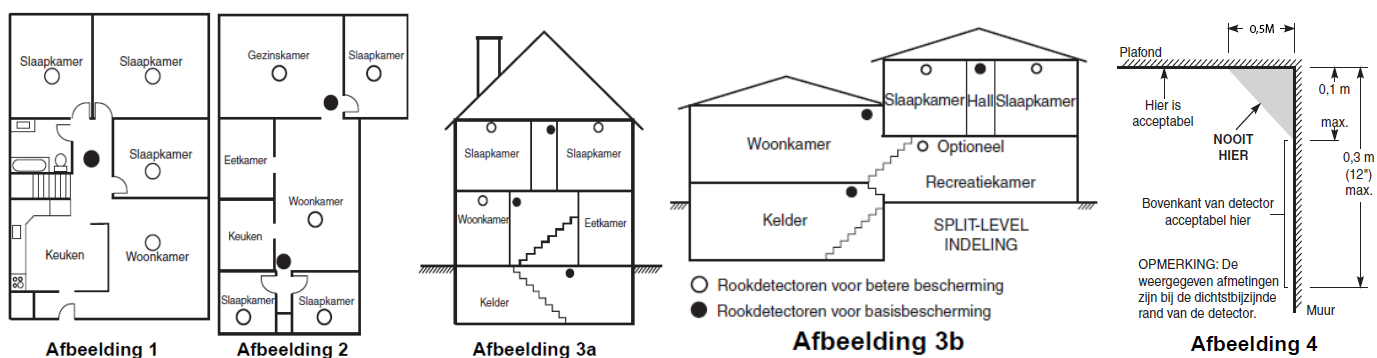 Slaapkamer
Slaapkamer
Slaapkamer
Keuken
Woonkamer
Afbeelding 1
Gezinskamer
Slaapkamer
Eetkamer
Woonkamer
Keuken
Slaapkamer
Slaapkamer
Afbeelding 2
Slaapkamer
Slaapkamer
Woonkamer
Eetkamer
Kelder
Afbeelding 3a
Slaapkamer
Hall
Slaapkamer
Woonkamer
Optioneel
Recreatiekamer
Kelder
SPLIT-LEVEL
INDELING
Rookdetectoren voor betere bescherming
Rookdetectoren voor basisbescherming
Afbeelding 3b
0,5M
Plafond
Hier is
acceptabel
NOOIT
HIER
0,1 m
max.
0,3 m
(12")
max.
Bovenkant van detector
acceptabel hier
OPMERKING: De
weergegeven afmetingen
zijn bij de dichtstbijzijnde
rand van de detector.
Muur
Afbeelding 4